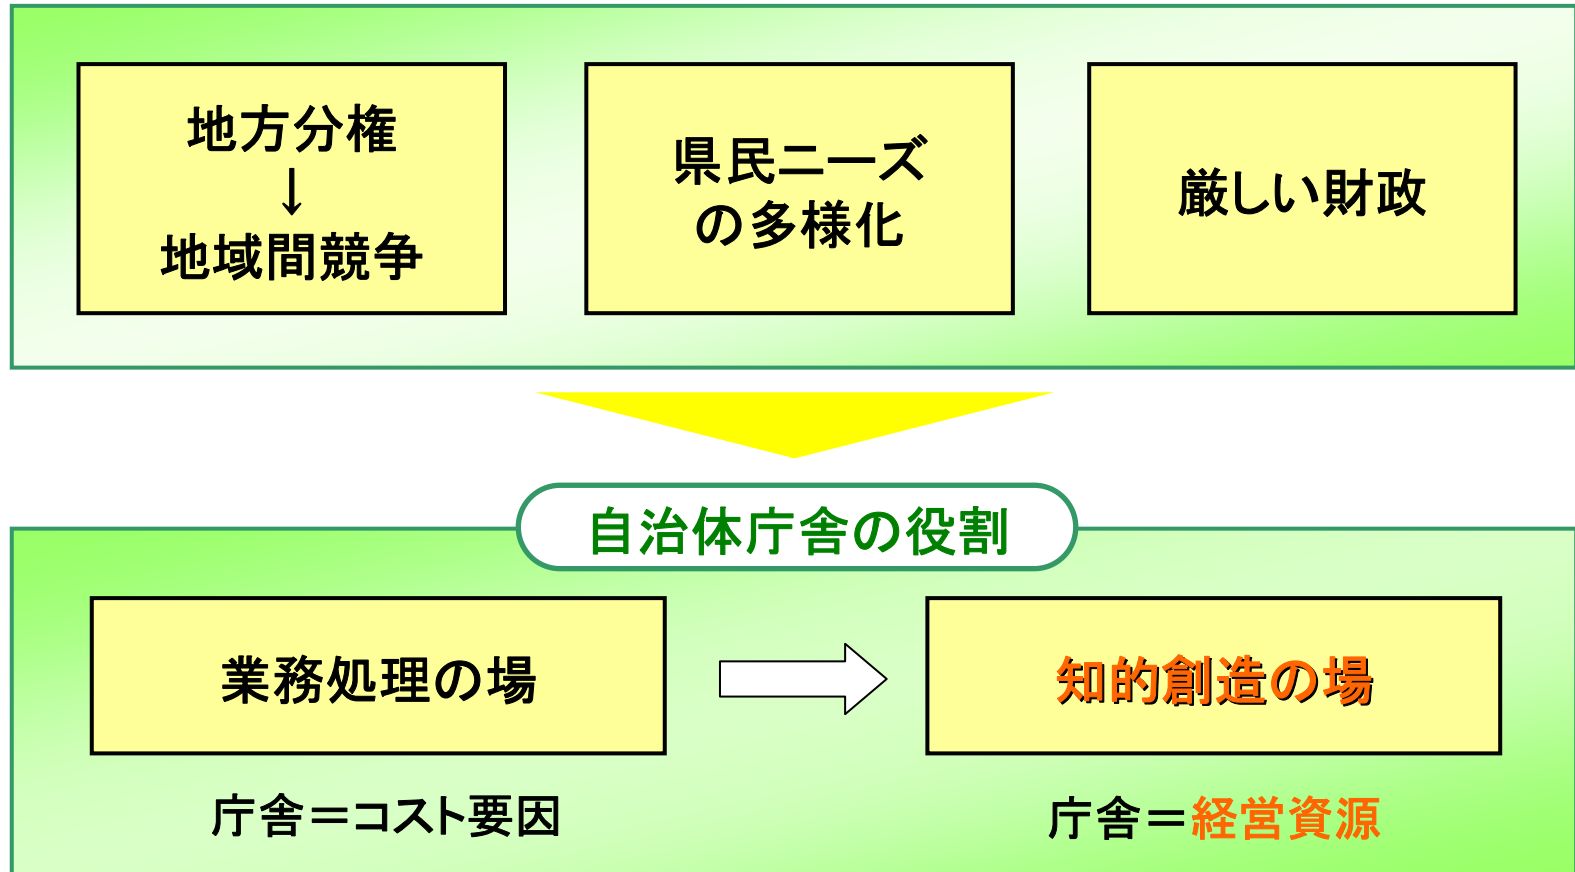 地方分権
↓
地域間競争
県民ニーズ
の多様化
厳しい財政
自治体庁舎の役割
業務処理の場
知的創造の場
庁舎＝コスト要因
庁舎＝経営資源